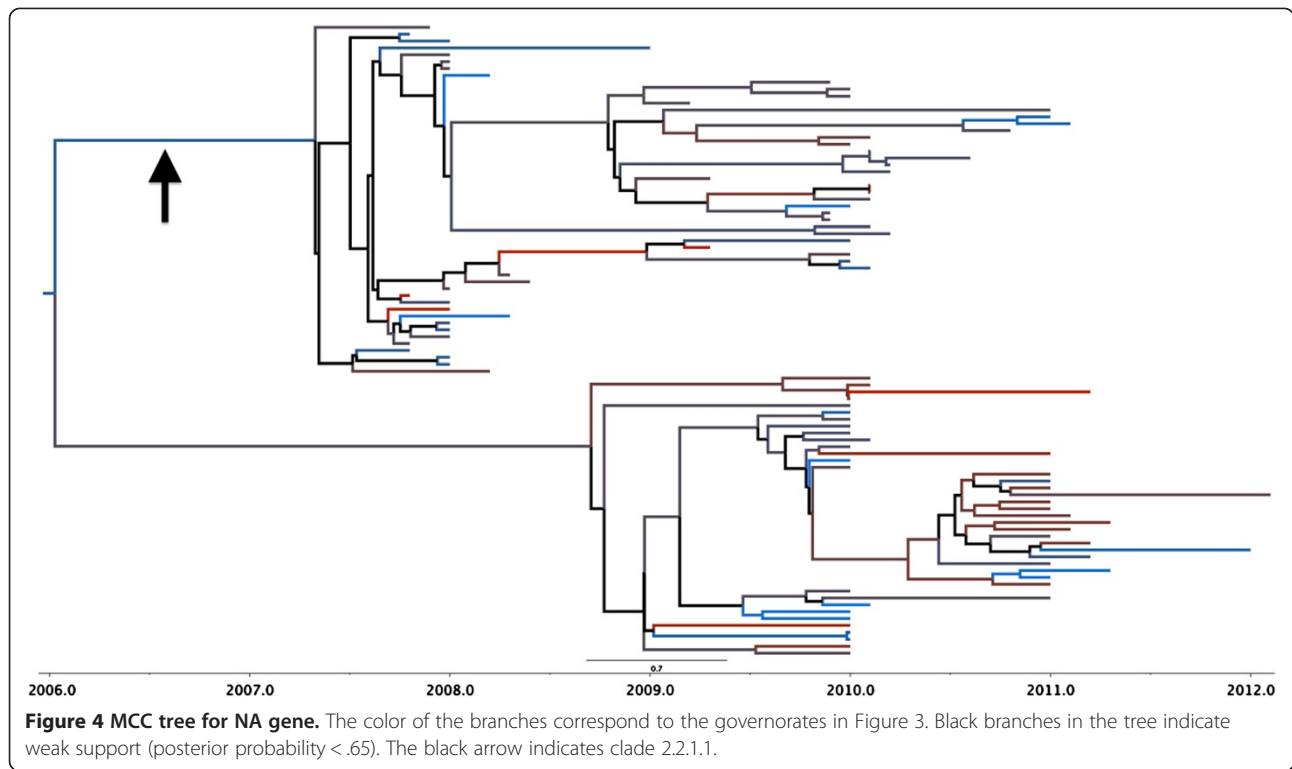 0.7
2006.0 2007.0 2008.0 2009.0 2010.0 2011.0 2012.0
Figure 4 MCC tree for NA gene. The color of the branches correspond to the governorates in Figure 3. Black branches in the tree indicate
weak support (posterior probability < .65). The black arrow indicates clade 2.2.1.1.